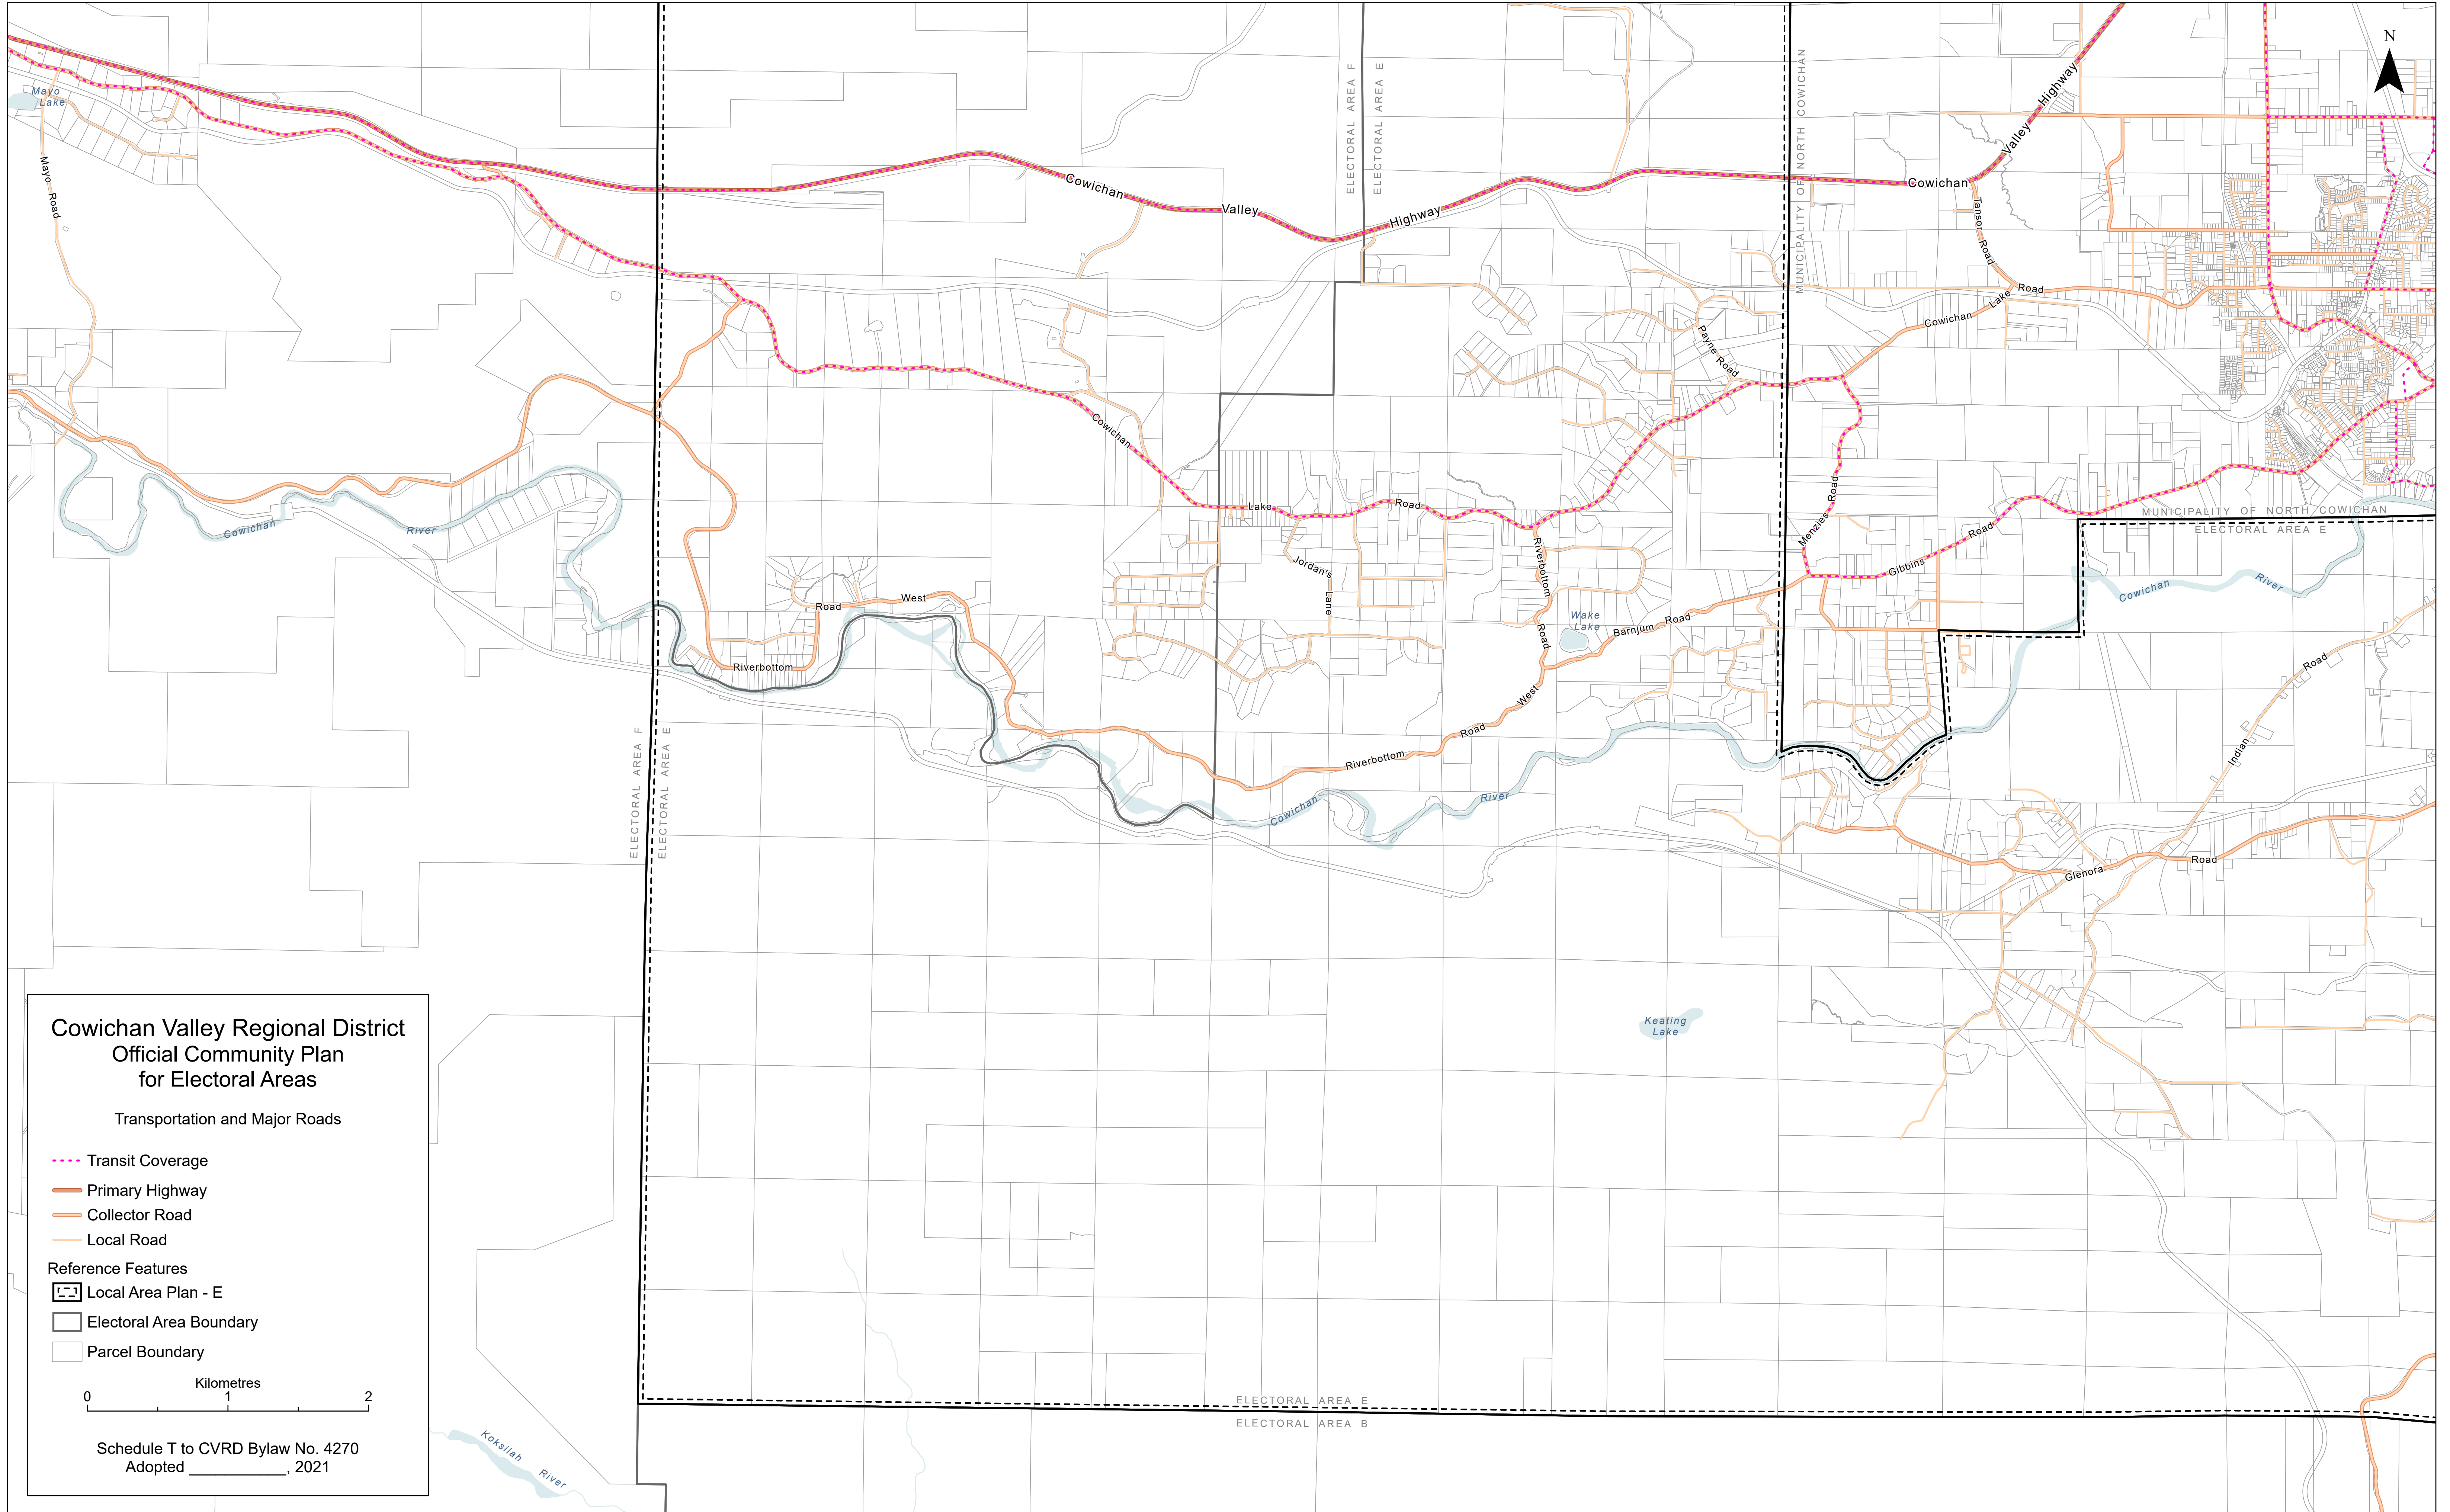 N
Mayo
Lake
Mayo Road
Cowichan Valley Highway
ELECTORAL AREA F
ELECTORAL AREA E
MUNICIPALITY OF NORTH COWICHAN
Cowichan Valley Highway
Tansor Road
Cowichan Lake Road
Payne Road
Cowichan Lake Road
Cowichan River
Menzies Road
Gibbins Road
MUNICIPALITY OF NORTH COWICHAN
ELECTORAL AREA E
Cowichan River
Jordan's Lane
Riverbottom Road
Wake
Lake
Barnjum Road
Riverbottom Road West
Riverbottom Road West
Cowichan River
Indian Road
Glenora Road
ELECTORAL AREA F
ELECTORAL AREA E
Keating
Lake
Cowichan Valley Regional District
Official Community Plan
for Electoral Areas
Transportation and Major Roads
Transit Coverage
Primary Highway
Collector Road
Local Road
Reference Features
Local Area Plan - E
Electoral Area Boundary
Parcel Boundary
Kilometres
0 1 2
Schedule T to CVRD Bylaw No. 4270
Adopted ___________, 2021
Koksilah River
ELECTORAL AREA E
ELECTORAL AREA B